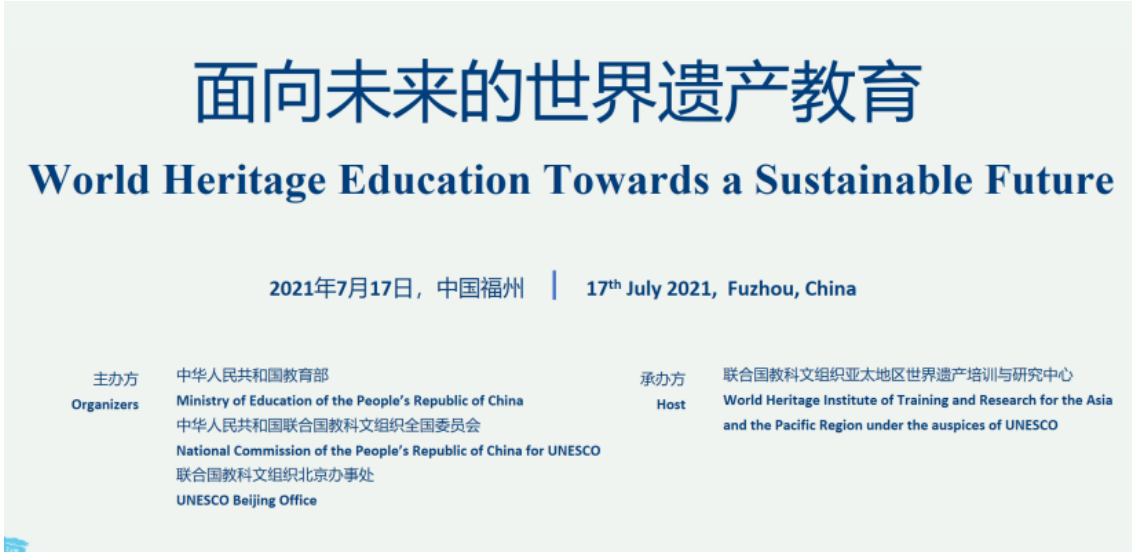 面向未来的世界遗产教育
World Heritage Education Towards a Sustainable Future
2021年7月17日，中国福州 | 17th July 2021, Fuzhou, China
主办方
Organizers
中华人民共和国教育部
Ministry of Education of the People's Republic of China
中华人民共和国联合国教科文组织全国委员会
National Commission of the People's Republic of China for UNESCO
联合国教科文组织北京办事处
UNESCO Beijing Office
承办方
Host
联合国教科文组织亚太地区世界遗产培训与研究中心
World Heritage Institute of Training and Research for the Asia
and the Pacific Region under the auspices of UNESCO